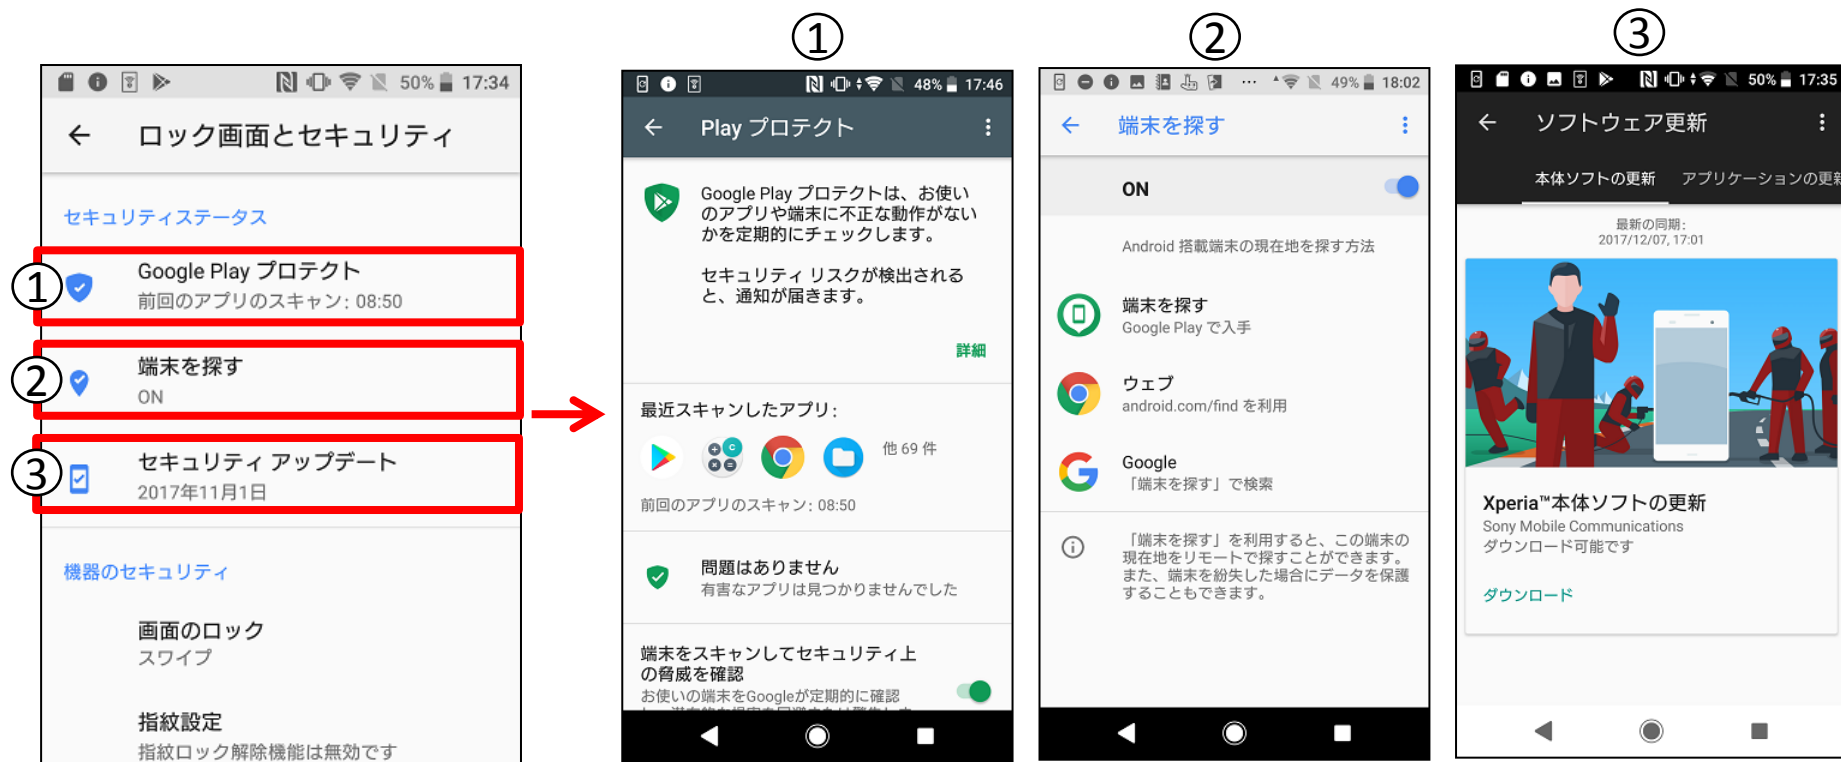 ①
②
③
50% 17:34
ロック画面とセキュリティ
セキュリティステータス
①
Google Play プロテクト
前回のアプリのスキャン: 08:50
②
端末を探す
ON
③
セキュリティ アップデート
2017年11月1日
機器のセキュリティ
画面のロック
スワイプ
指紋設定
指紋ロック解除機能は無効です
48% 17:46
Play プロテクト
Google Play プロテクトは、お使い
のアプリや端末に不正な動作がない
かを定期的にチェックします。
セキュリティ リスクが検出される
と、通知が届きます。
詳細
最近スキャンしたアプリ:
他 69 件
前回のアプリのスキャン: 08:50
問題はありません
有害なアプリは見つかりませんでした
端末をスキャンしてセキュリティ上
の脅威を確認
お使いの端末をGoogleが定期的に確認
49% 18:02
端末を探す
ON
Android 搭載端末の現在地を探す方法
端末を探す
Google Play で入手
ウェブ
android.com/find を利用
Google
「端末を探す」で検索
「端末を探す」を利用すると、この端末の
現在地をリモートで探すことができます。
また、端末を紛失した場合にデータを保護
することもできます。
50% 17:35
ソフトウェア更新
本体ソフトの更新 アプリケーションの更新
最新の同期:
2017/12/07, 17:01
Xperia™本体ソフトの更新
Sony Mobile Communications
ダウンロード可能です
ダウンロード